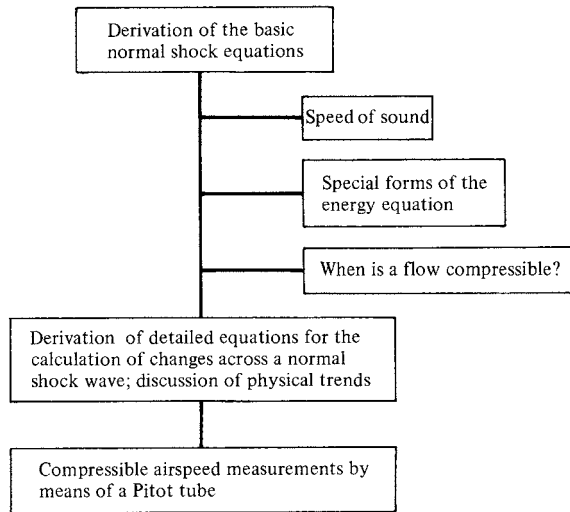 Derivation of the basic
normal shock equations
Speed of sound
Special forms of the
energy equation
When is a flow compressible?
Derivation of detailed equations for the
calculation of changes across a normal
shock wave; discussion of physical trends
Compressible airspeed measurements by
means of a Pitot tube